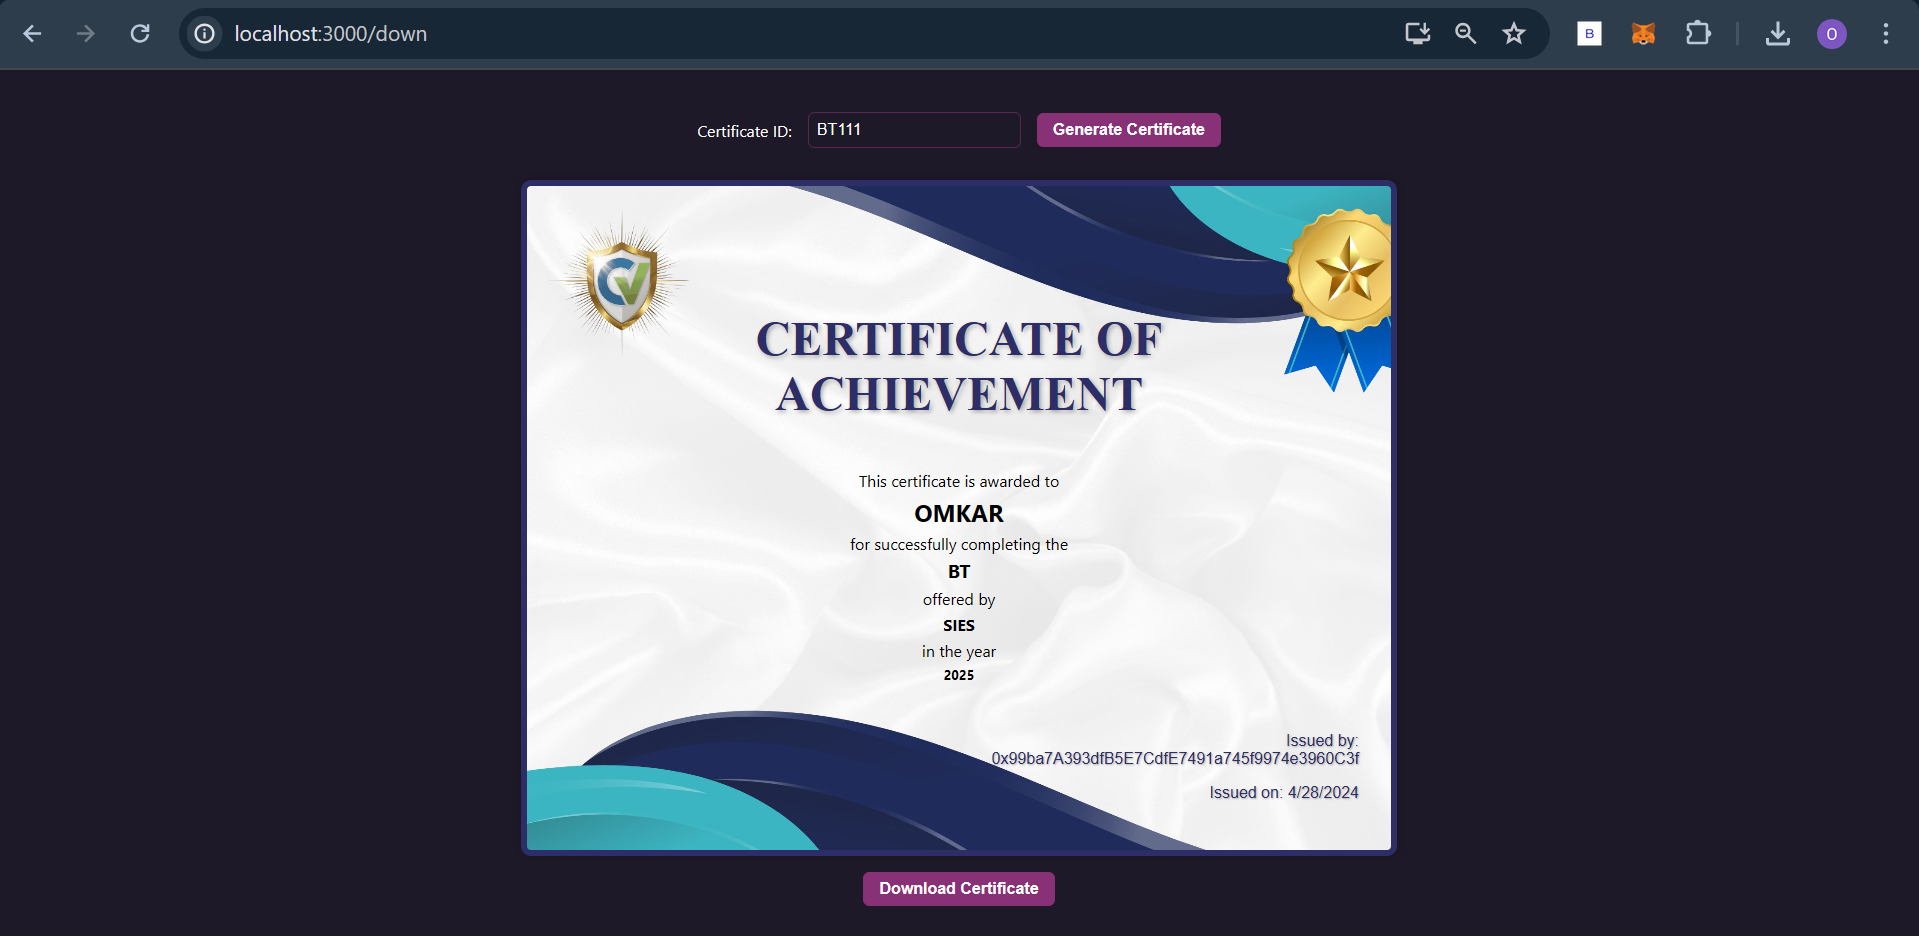 localhost:3000/down
B
O
Certificate ID: BT111 Generate Certificate
CV
CERTIFICATE OF
ACHIEVEMENT
This certificate is awarded to
OMKAR
for successfully completing the
BT
offered by
SIES
in the year
2025
Issued by:
0x99ba7A393dfB5E7CdfE7491a745f9974e3960C3f
Issued on: 4/28/2024
Download Certificate